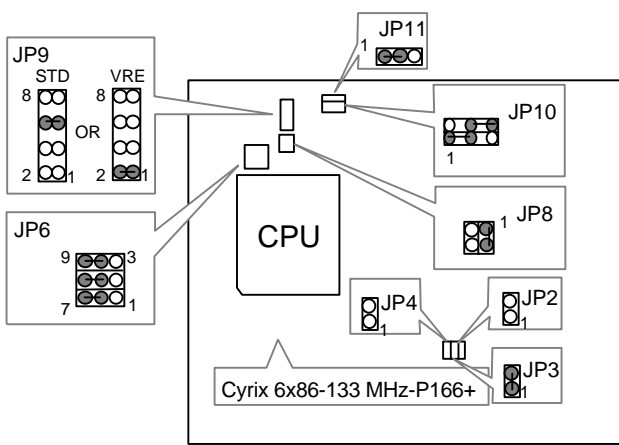 JP11
1
JP9
STD VRE
8 8
OR
2 1 2 1
JP10
1
JP6
9 3
7 1
CPU
1 JP8
JP4
1
JP2
1
JP3
1
Cyrix 6x86-133 MHz-P166+